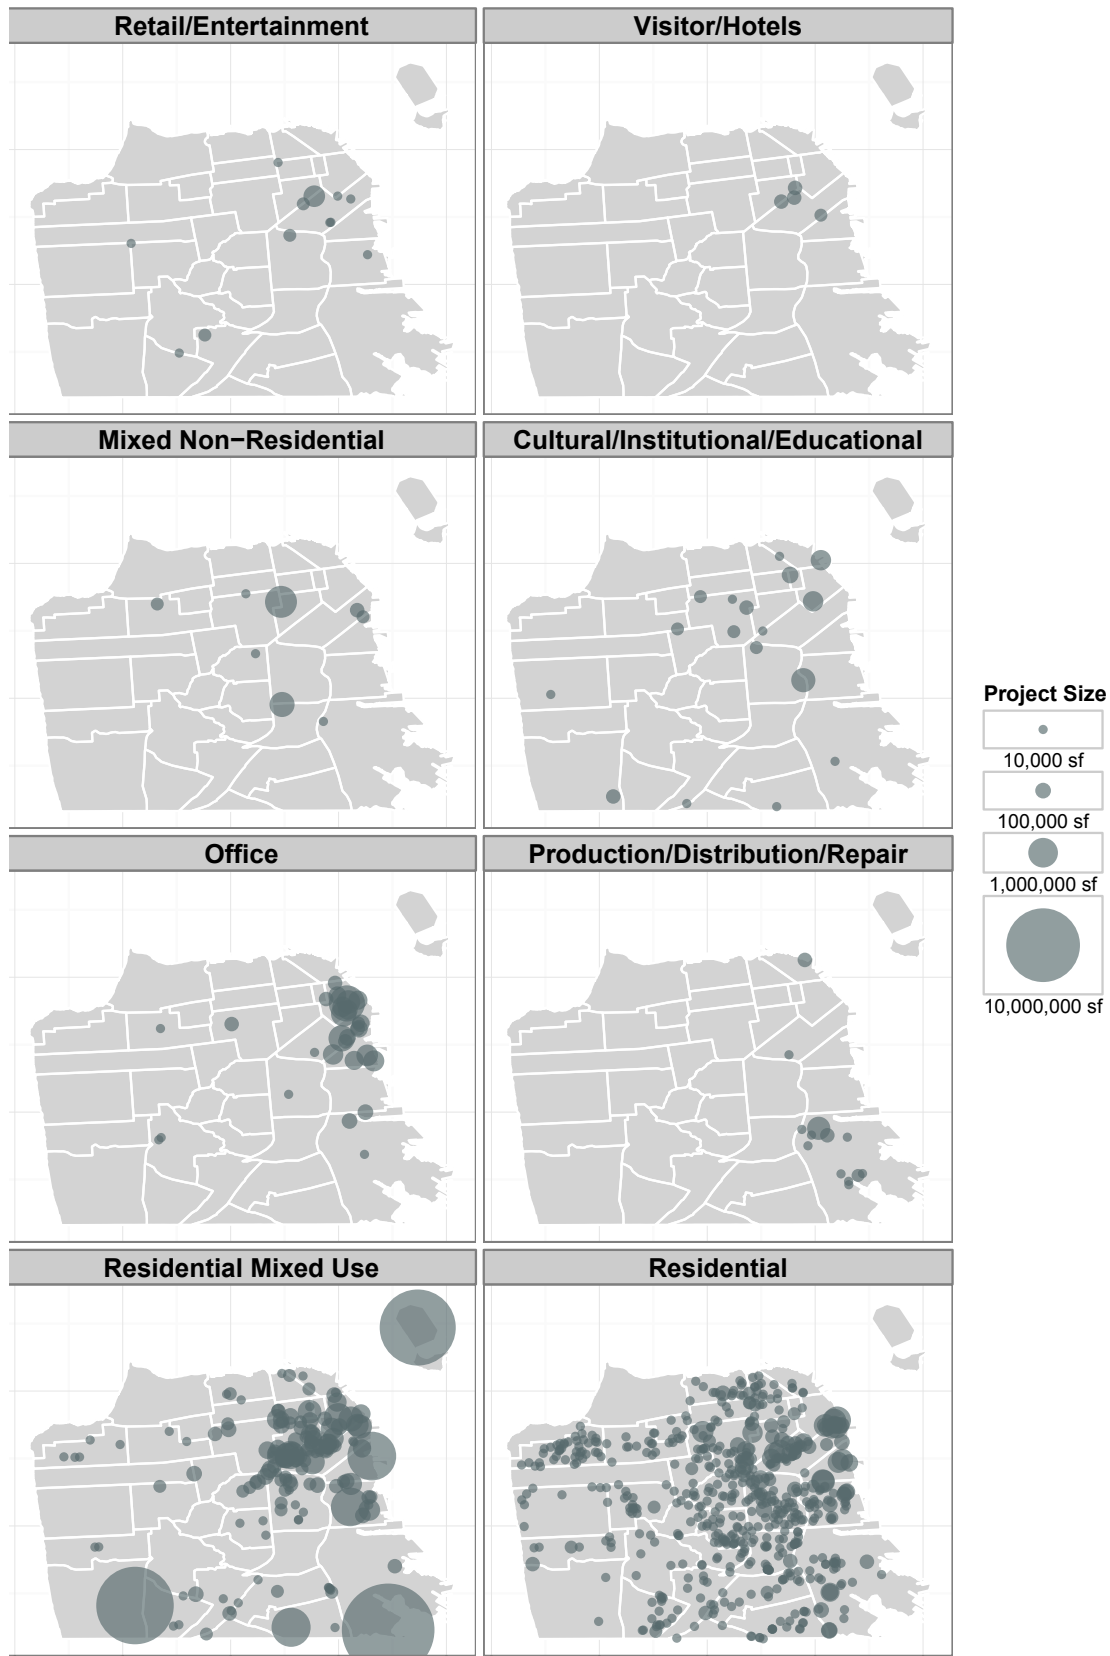 Retail/Entertainment
Visitor/Hotels
Mixed Non−Residential
Cultural/Institutional/Educational
Office
Production/Distribution/Repair
Residential Mixed Use
Residential
Project Size
10,000 sf
100,000 sf
1,000,000 sf
10,000,000 sf